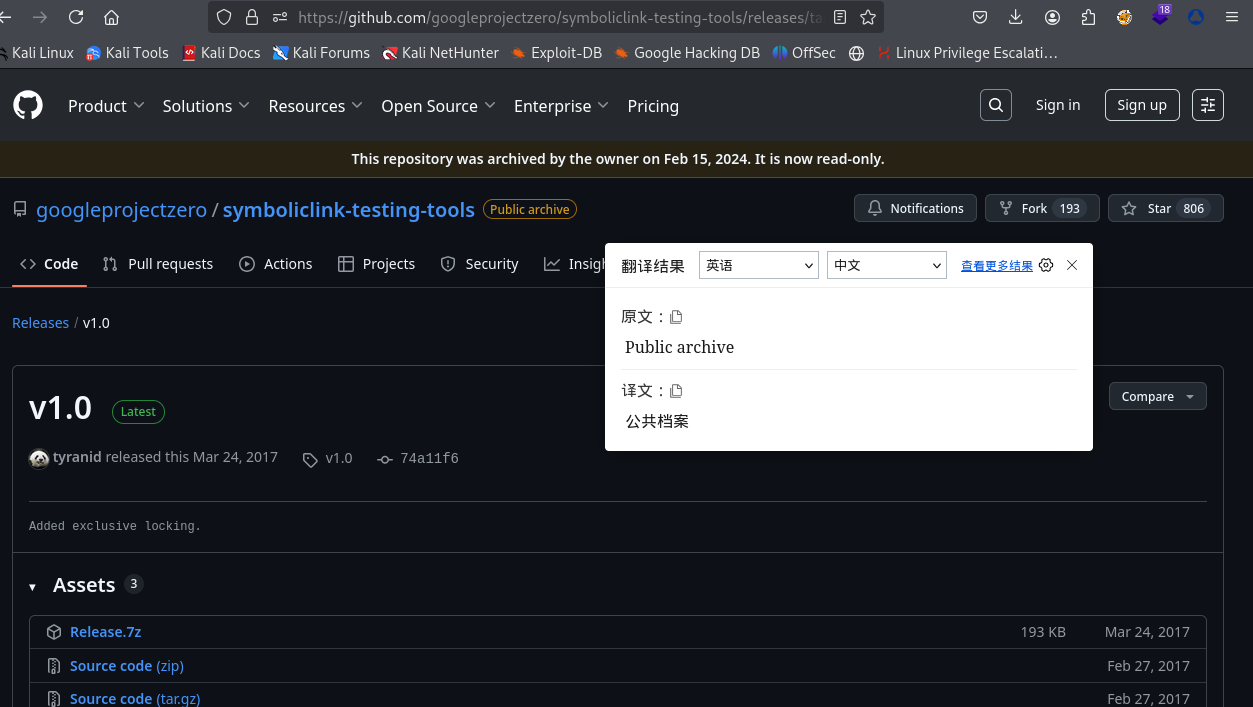 https://github.com/googleprojectzero/symboliclink-testing-tools/releases/ta
18
Kali Linux
Kali Tools
Kali Docs
Kali Forums
Kali NetHunter
Exploit-DB
Google Hacking DB
OffSec
Linux Privilege Escalati…
Product
Solutions
Resources
Open Source
Enterprise
Pricing
Sign in
Sign up
This repository was archived by the owner on Feb 15, 2024. It is now read-only.
googleprojectzero / symboliclink-testing-tools
Public archive
Notifications
Fork 193
Star 806
Code
Pull requests
Actions
Projects
Security
Insigh
翻译结果
英语
中文
查看更多结果
原文：
Public archive
译文：
公共档案
Releases / v1.0
v1.0
Latest
Compare
tyranid released this Mar 24, 2017
v1.0
74a11f6
Added exclusive locking.
Assets 3
Release.7z
193 KB
Mar 24, 2017
Source code (zip)
Feb 27, 2017
Source code (tar.gz)
Feb 27, 2017